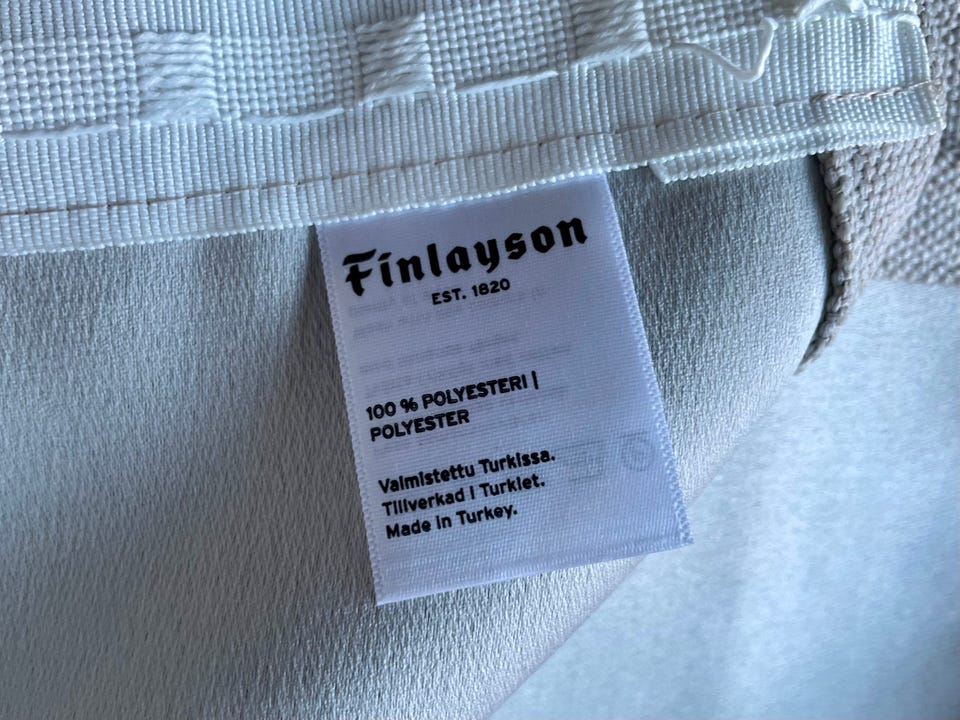 Finlayson
EST. 1820
100 % POLYESTERI |
POLYESTER
Valmistettu Turkissa.
Tillverkad i Turkiet.
Made in Turkey.